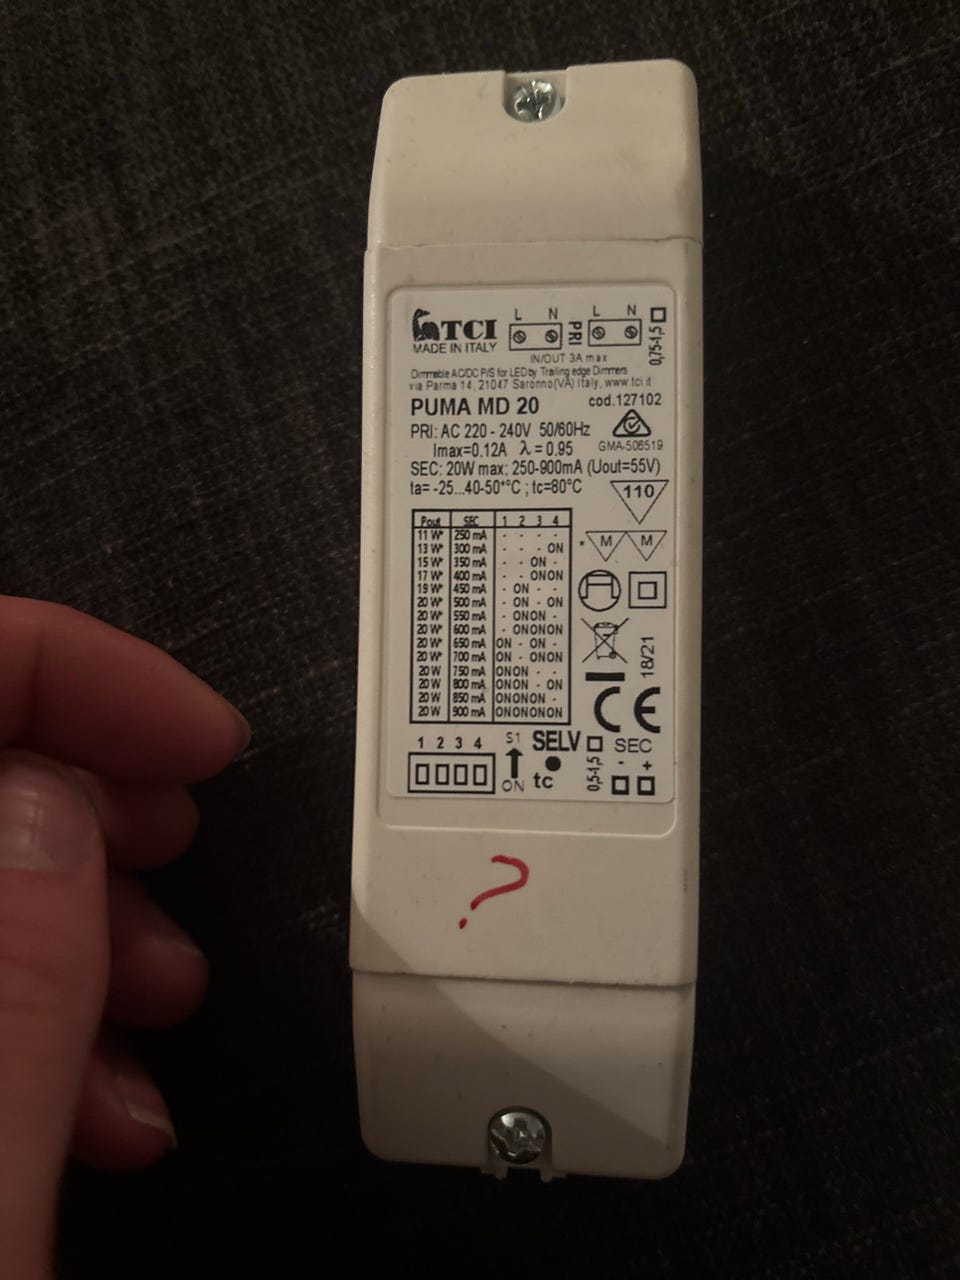 TCI
MADE IN ITALY
L N PRI L N
0,75-1,5
IN/OUT 3A max
Dimmable AC/DC P/S for LED by Trailing edge Dimmers
via Parma 14, 21047 Saronno(VA) Italy, www.tci.it
PUMA MD 20 cod.127102
PRI: AC 220 - 240V 50/60Hz
Imax=0.12A λ = 0,95
GMA-506519
SEC: 20W max; 250-900mA (Uout=55V)
ta= -25...40-50*°C ; tc=80°C
110
Pout SEC 1 2 3 4
11 W* 250 mA - - - -
13 W* 300 mA - - - ON
15 W* 350 mA - - ON -
17 W* 400 mA - - ON ON
19 W* 450 mA - ON - -
20 W* 500 mA - ON - ON
20 W* 550 mA - ON ON -
20 W* 600 mA - ON ON ON
20 W* 650 mA ON - ON -
20 W* 700 mA ON - ON ON
20 W 750 mA ON ON - -
20 W 800 mA ON ON - ON
20 W 850 mA ON ON ON -
20 W 900 mA ON ON ON ON
* M M
18/21
CE
1 2 3 4
S1
ON
SELV
tc
0,5-1,5
SEC
- +
?